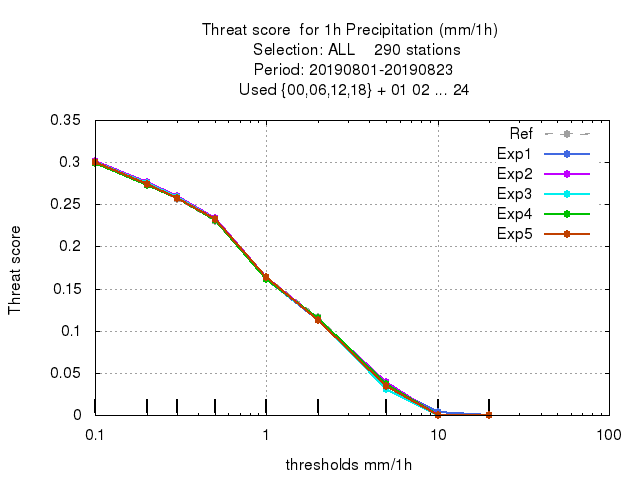 Threat score  for 1h Precipitation (mm/1h)
Selection: ALL    290 stations
Period: 20190801-20190823
Used {00,06,12,18} + 01 02 ... 24
0.35
0.3
0.25
0.2
0.15
0.1
0.05
0
Threat score
Ref
Exp1
Exp2
Exp3
Exp4
Exp5
0.1 1 10 100
thresholds mm/1h